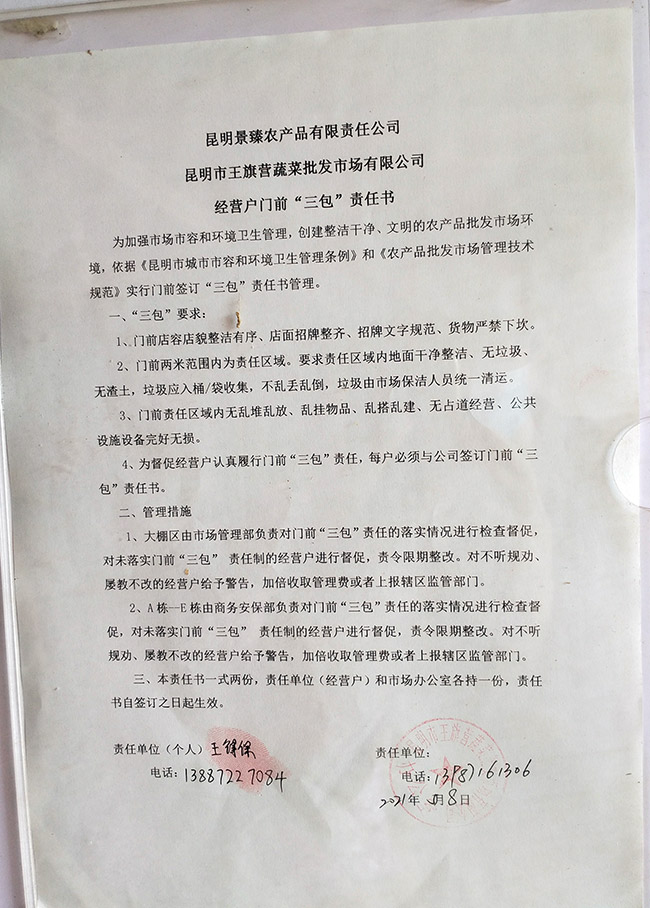 昆明景臻农产品有限责任公司
昆明市王旗营蔬菜批发市场有限公司
经营户门前“三包”责任书
为加强市场市容和环境卫生管理，创建整洁干净、文明的农产品批发市场环
境，依据《昆明市城市市容和环境卫生管理条例》和《农产品批发市场管理技术
规范》实行门前签订“三包”责任书管理。
一、“三包”要求：
1、门前店容店貌整洁有序、店面招牌整齐、招牌文字规范、货物严禁下坎。
2、门前两米范围内为责任区域。要求责任区域内地面干净整洁、无垃圾、
无渣土，垃圾应入桶/袋收集，不乱丢乱倒，垃圾由市场保洁人员统一清运。
3、门前责任区域内无乱堆乱放、乱挂物品、乱搭乱建、无占道经营、公共
设施设备完好无损。
4、为督促经营户认真履行门前“三包”责任，每户必须与公司签订门前“三
包”责任书。
二、管理措施
1、大棚区由市场管理部负责对门前“三包”责任的落实情况进行检查督促，
对未落实门前“三包” 责任制的经营户进行督促，责令限期整改。对不听规劝、
屡教不改的经营户给予警告，加倍收取管理费或者上报辖区监管部门。
2、A栋—E栋由商务安保部负责对门前“三包”责任的落实情况进行检查督
促，对未落实门前“三包” 责任制的经营户进行督促，责令限期整改。对不听
规劝、屡教不改的经营户给予警告，加倍收取管理费或者上报辖区监管部门。
三、本责任书一式两份，责任单位（经营户）和市场办公室各持一份，责任
书自签订之日起生效。
责任单位（个人）王锦保
电话：13887227084
责任单位：
电话：13987161306
2021年 月8日